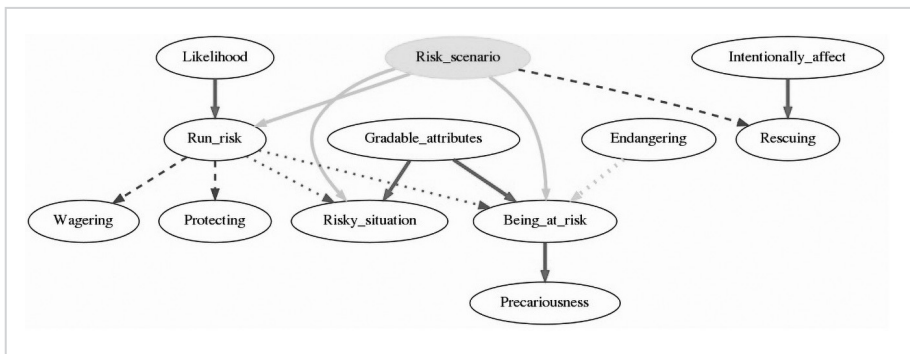 Likelihood
Risk_scenario
Intentionally_affect
Run_risk
Gradable_attributes
Endangering
Rescuing
Wagering
Protecting
Risky_situation
Being_at_risk
Precariousness